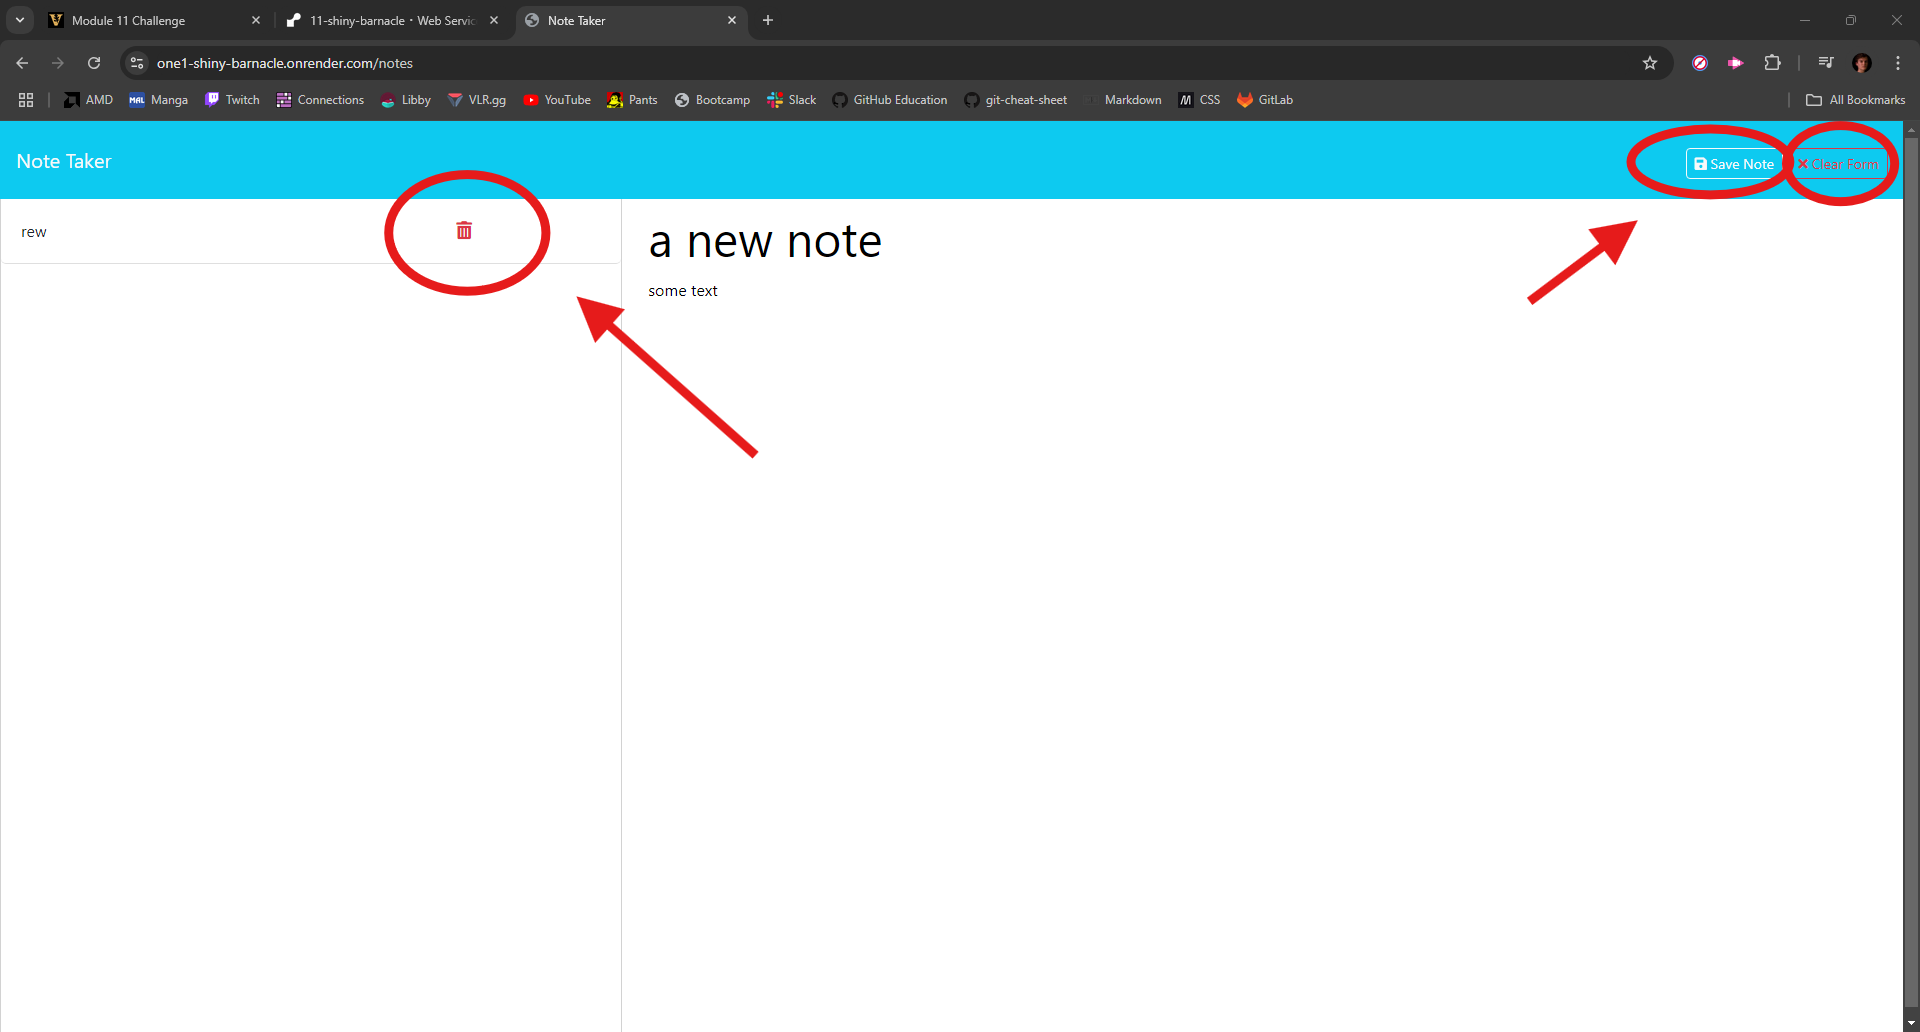 Module 11 Challenge
11-shiny-barnacle · Web Servic
Note Taker
one1-shiny-barnacle.onrender.com/notes
AMD
MAL Manga
Twitch
Connections
Libby
VLR.gg
YouTube
Pants
Bootcamp
Slack
GitHub Education
git-cheat-sheet
Markdown
CSS
GitLab
All Bookmarks
Note Taker
Save Note
Clear Form
rew
a new note
some text